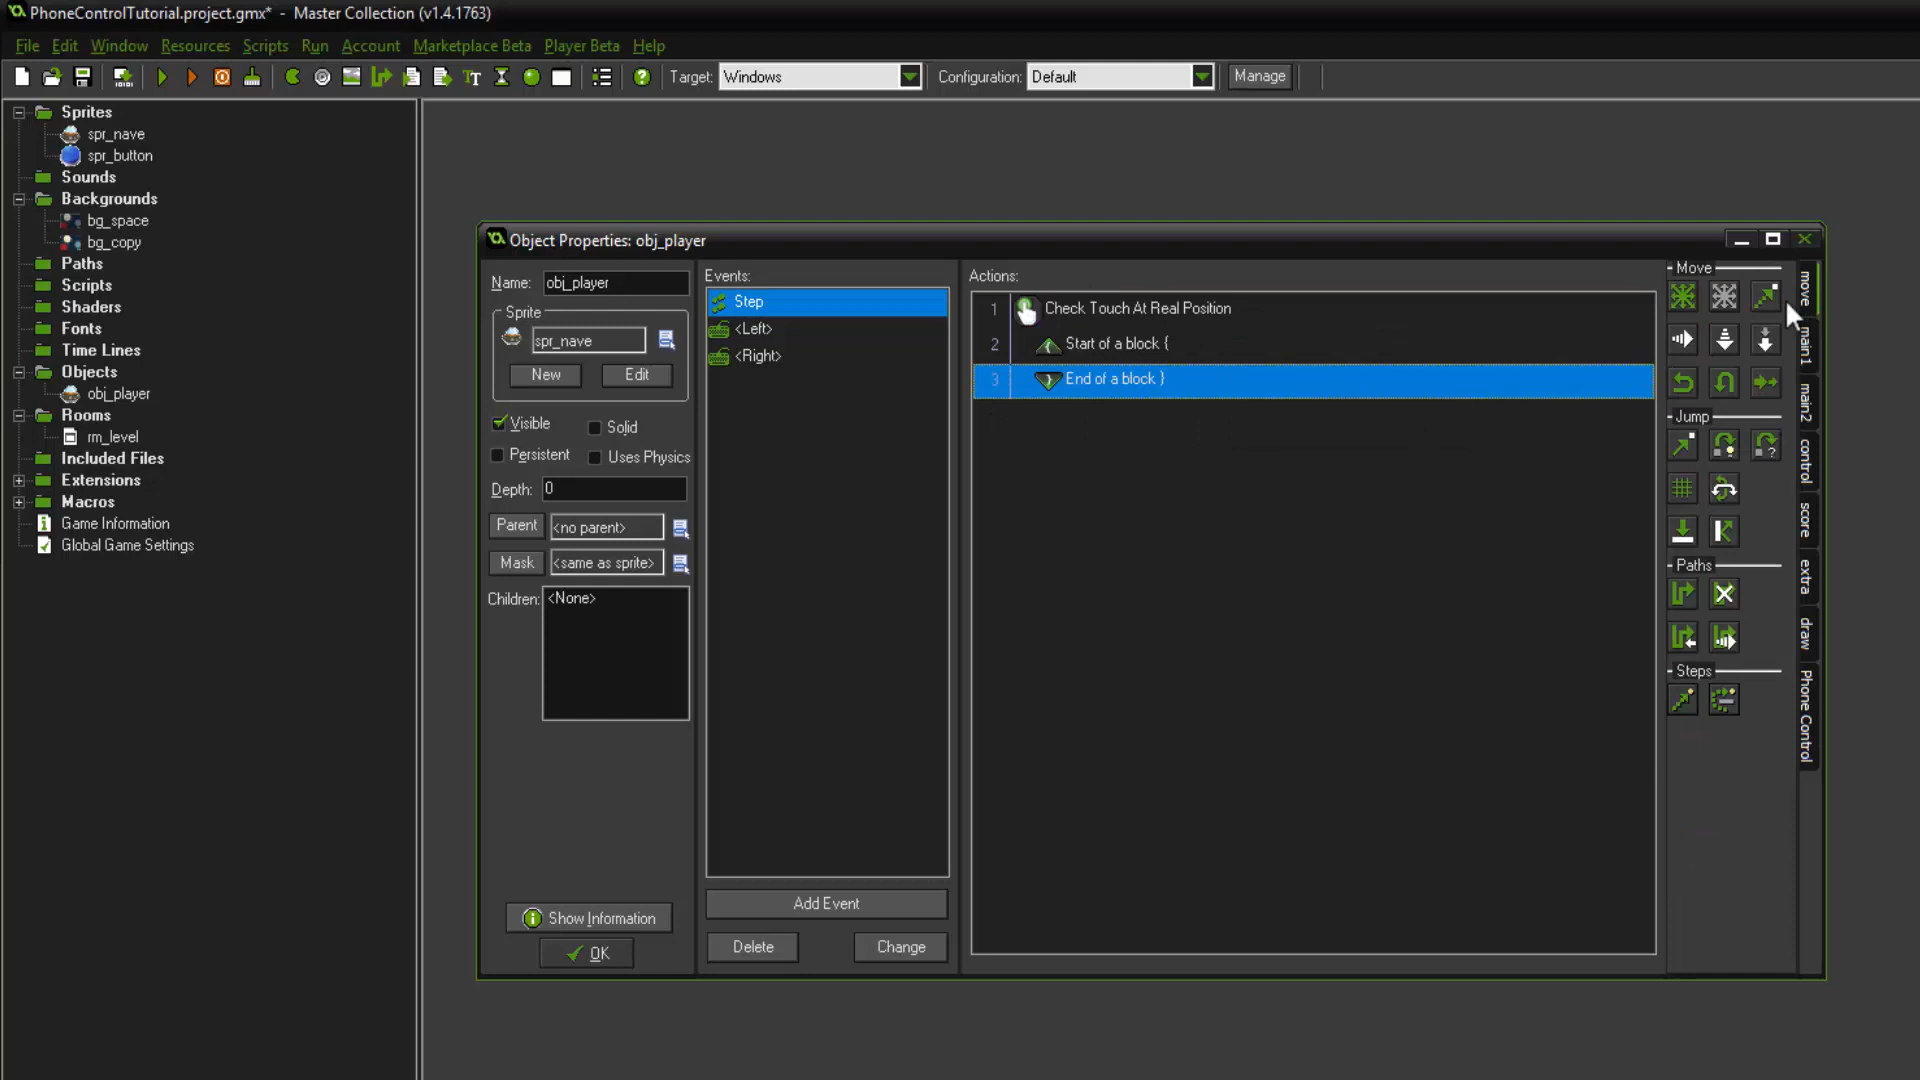 PhoneControlTutorial.project.gmx* - Master Collection (v1.4.1763)
File Edit Window Resources Scripts Run Account Marketplace Beta Player Beta Help
Target: Windows Configuration: Default Manage
Sprites
spr_nave
spr_button
Sounds
Backgrounds
bg_space
bg_copy
Paths
Scripts
Shaders
Fonts
Time Lines
Objects
obj_player
Rooms
rm_level
Included Files
Extensions
Macros
Game Information
Global Game Settings
Object Properties: obj_player
Name: obj_player
Sprite
spr_nave
New Edit
Visible Solid
Persistent Uses Physics
Depth: 0
Parent <no parent>
Mask <same as sprite>
Children: <None>
Show Information
OK
Events:
Step
<Left>
<Right>
Add Event
Delete Change
Actions:
1 Check Touch At Real Position
2 Start of a block {
3 End of a block }
Move
Jump
Paths
Steps
move
main1
main2
control
score
extra
draw
Phone Control